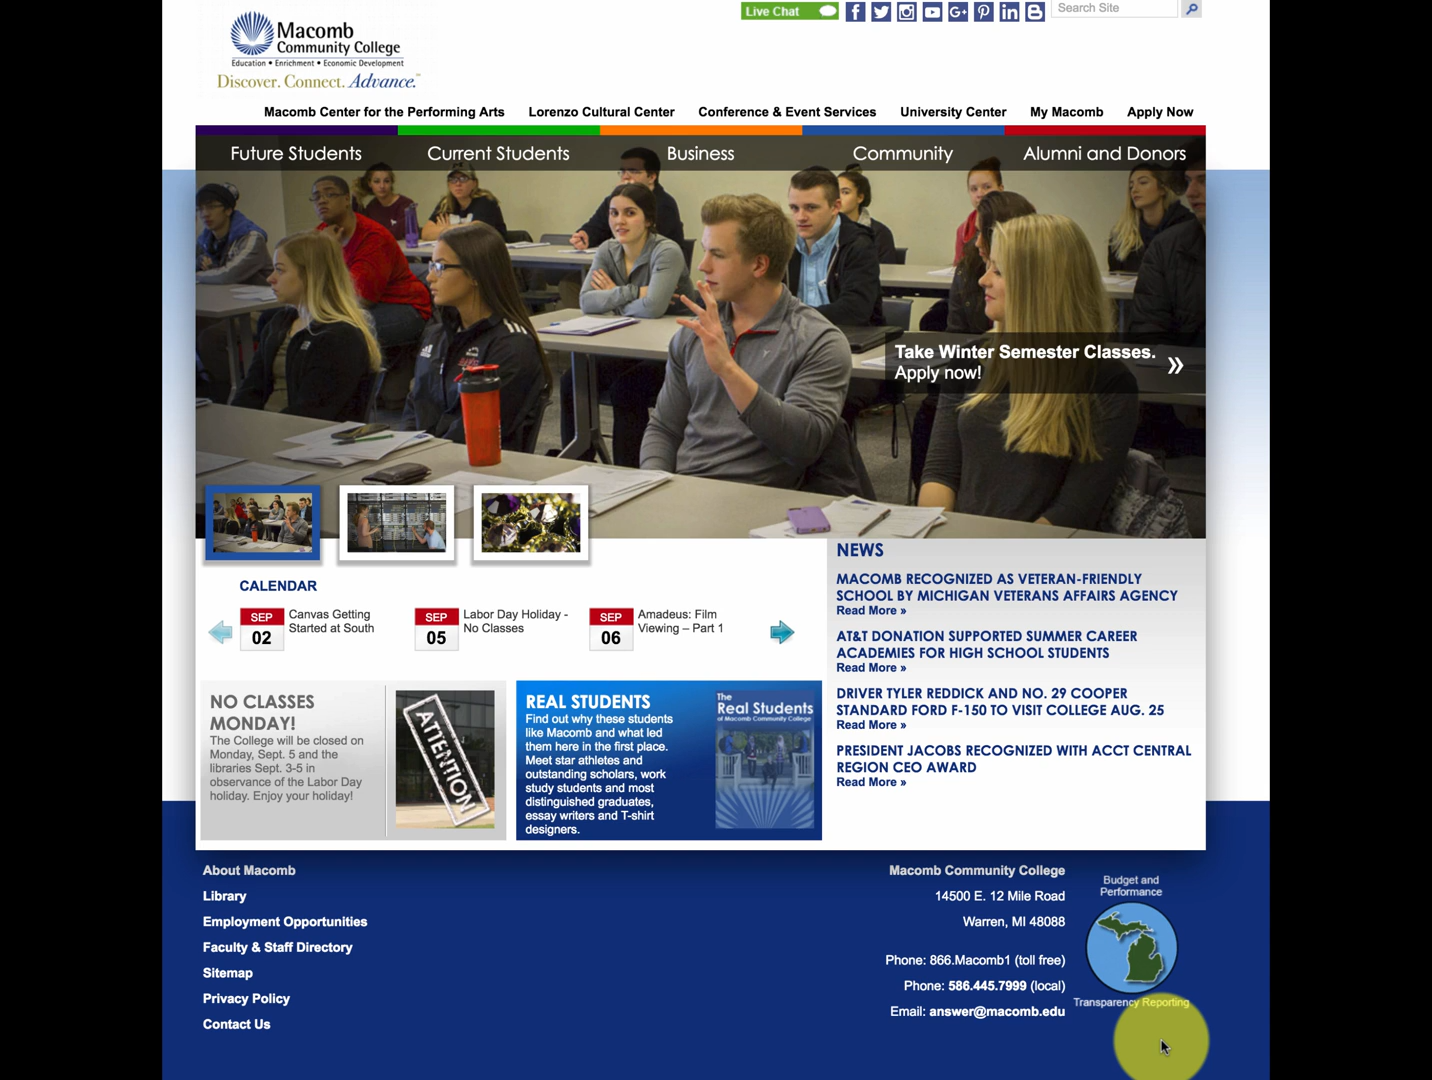 Macomb
Community College
Education • Enrichment • Economic Development
Discover. Connect. Advance.™
Live Chat
Search Site
Macomb Center for the Performing Arts
Lorenzo Cultural Center
Conference & Event Services
University Center
My Macomb
Apply Now
Future Students
Current Students
Business
Community
Alumni and Donors
Take Winter Semester Classes.
Apply now!
CALENDAR
SEP
02
Canvas Getting
Started at South
SEP
05
Labor Day Holiday -
No Classes
SEP
06
Amadeus: Film
Viewing – Part 1
NO CLASSES
MONDAY!
The College will be closed on
Monday, Sept. 5 and the
libraries Sept. 3-5 in
observance of the Labor Day
holiday. Enjoy your holiday!
ATTENTION
REAL STUDENTS
Find out why these students
like Macomb and what led
them here in the first place.
Meet star athletes and
outstanding scholars, work
study students and most
distinguished graduates,
essay writers and T-shirt
designers.
The
Real Students
of Macomb Community College
NEWS
MACOMB RECOGNIZED AS VETERAN-FRIENDLY
SCHOOL BY MICHIGAN VETERANS AFFAIRS AGENCY
Read More »
AT&T DONATION SUPPORTED SUMMER CAREER
ACADEMIES FOR HIGH SCHOOL STUDENTS
Read More »
DRIVER TYLER REDDICK AND NO. 29 COOPER
STANDARD FORD F-150 TO VISIT COLLEGE AUG. 25
Read More »
PRESIDENT JACOBS RECOGNIZED WITH ACCT CENTRAL
REGION CEO AWARD
Read More »
About Macomb
Library
Employment Opportunities
Faculty & Staff Directory
Sitemap
Privacy Policy
Contact Us
Macomb Community College
14500 E. 12 Mile Road
Warren, MI 48088
Phone: 866.Macomb1 (toll free)
Phone: 586.445.7999 (local)
Email: answer@macomb.edu
Budget and
Performance
Transparency Reporting